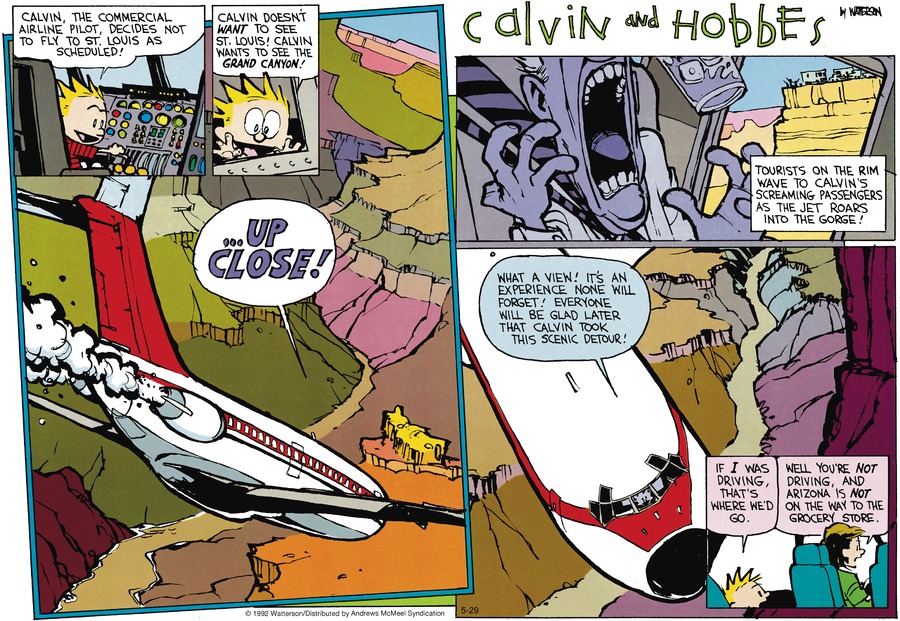 CALVIN and HOBBES
by WATTERSON
CALVIN, THE COMMERCIAL
AIRLINE PILOT, DECIDES NOT
TO FLY TO ST. LOUIS AS
SCHEDULED!
CALVIN DOESN'T
WANT TO SEE
ST. LOUIS! CALVIN
WANTS TO SEE THE
GRAND CANYON!
...UP
CLOSE!
TOURISTS ON THE RIM
WAVE TO CALVIN'S
SCREAMING PASSENGERS
AS THE JET ROARS
INTO THE GORGE!
WHAT A VIEW! IT'S AN
EXPERIENCE NONE WILL
FORGET! EVERYONE
WILL BE GLAD LATER
THAT CALVIN TOOK
THIS SCENIC DETOUR!
IF I WAS
DRIVING,
THAT'S
WHERE WE'D
GO.
WELL YOU'RE NOT
DRIVING, AND
ARIZONA IS NOT
ON THE WAY TO THE
GROCERY STORE.
© 1992 Watterson/Distributed by Andrews McMeel Syndication
5-29